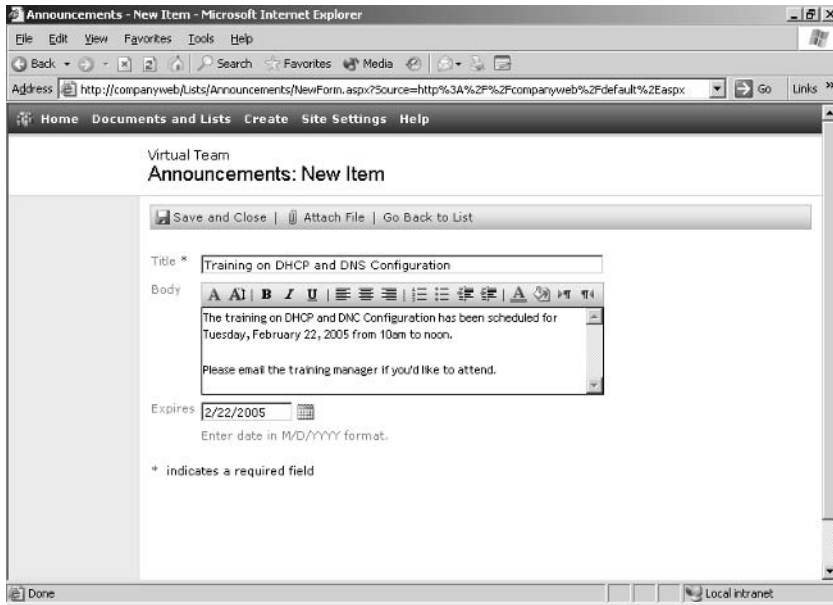 Announcements - New Item - Microsoft Internet Explorer
File Edit View Favorites Tools Help
Back Search Favorites Media
Address http://companyweb/Lists/Announcements/NewForm.aspx?Source=http%3A%2F%2Fcompanyweb%2Fdefault%2Easpx Go Links »
Home Documents and Lists Create Site Settings Help
Virtual Team
Announcements: New Item
Save and Close | Attach File | Go Back to List
Title * Training on DHCP and DNS Configuration
Body A A B I U A
The training on DHCP and DNC Configuration has been scheduled for
Tuesday, February 22, 2005 from 10am to noon.
Please email the training manager if you'd like to attend.
Expires 2/22/2005
Enter date in M/D/YYYY format.
* indicates a required field
Done Local intranet